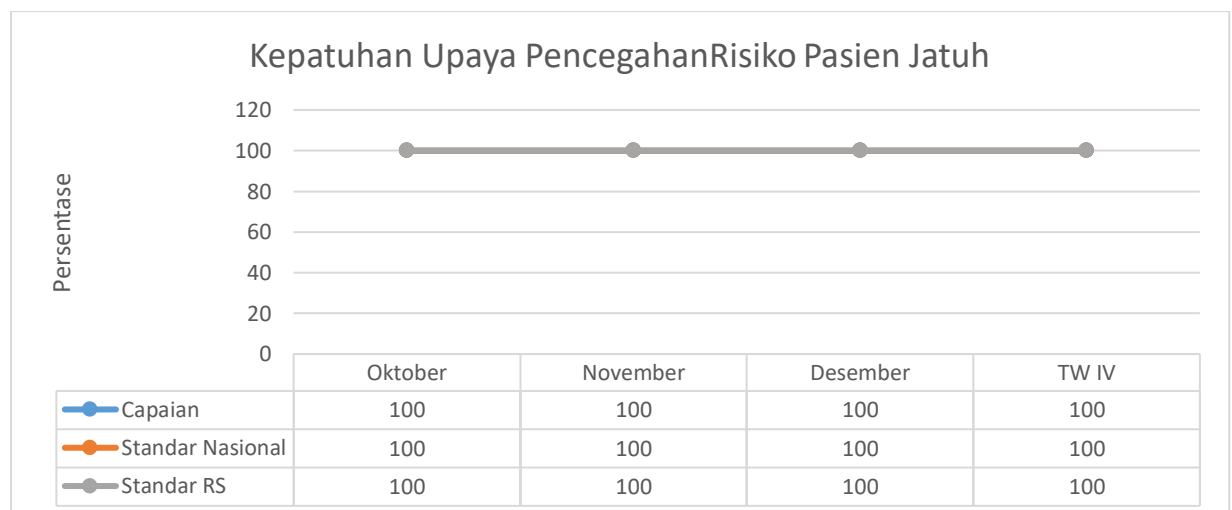 Kepatuhan Upaya PencegahanRisiko Pasien Jatuh
Persentase
120
100
80
60
40
20
0
Oktober November Desember TW IV
Capaian 100 100 100 100
Standar Nasional 100 100 100 100
Standar RS 100 100 100 100